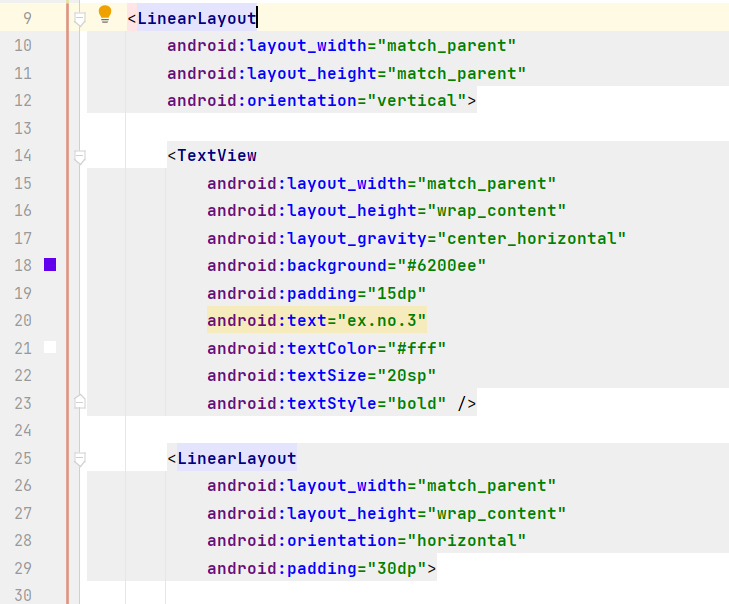 9 <LinearLayout
10 android:layout_width="match_parent"
11 android:layout_height="match_parent"
12 android:orientation="vertical">
13
14 <TextView
15 android:layout_width="match_parent"
16 android:layout_height="wrap_content"
17 android:layout_gravity="center_horizontal"
18 android:background="#6200ee"
19 android:padding="15dp"
20 android:text="ex.no.3"
21 android:textColor="#fff"
22 android:textSize="20sp"
23 android:textStyle="bold" />
24
25 <LinearLayout
26 android:layout_width="match_parent"
27 android:layout_height="wrap_content"
28 android:orientation="horizontal"
29 android:padding="30dp">
30